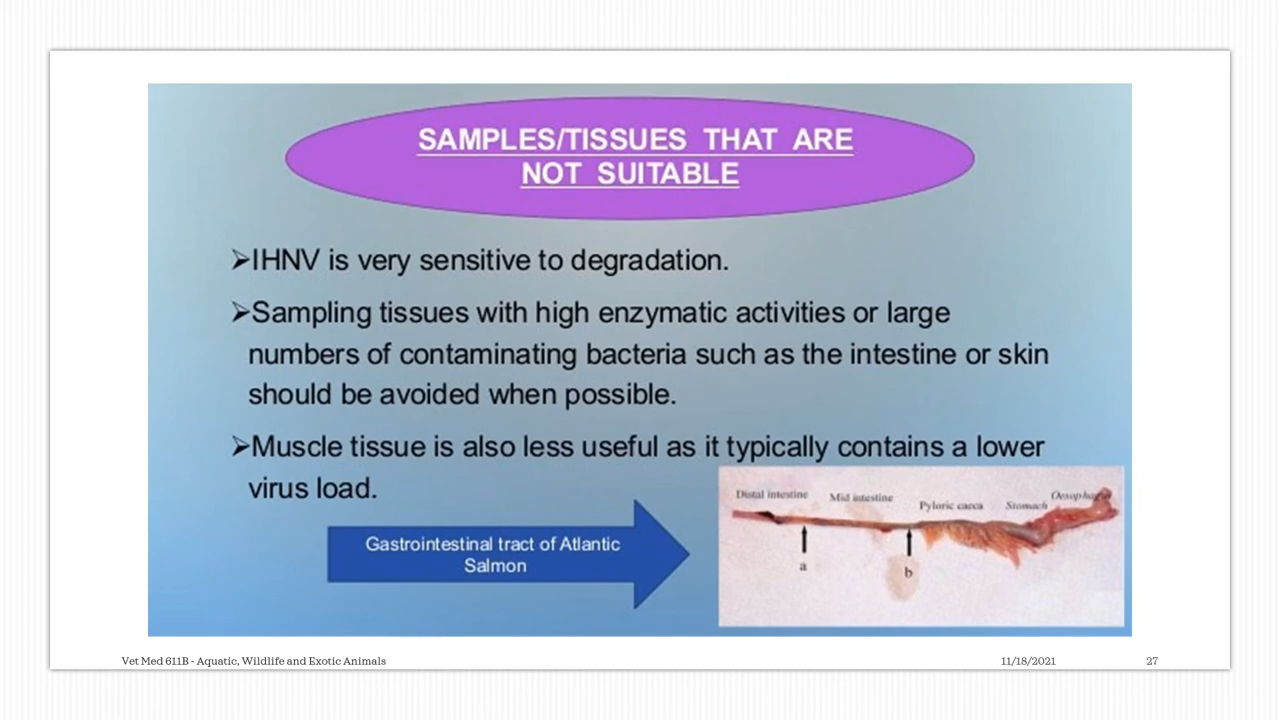 SAMPLES/TISSUES THAT ARE
NOT SUITABLE
➢IHNV is very sensitive to degradation.
➢Sampling tissues with high enzymatic activities or large
numbers of contaminating bacteria such as the intestine or skin
should be avoided when possible.
➢Muscle tissue is also less useful as it typically contains a lower
virus load.
Gastrointestinal tract of Atlantic
Salmon
Distal intestine Mid intestine Pyloric caeca Stomach Oesophagus
a b
Vet Med 611B - Aquatic, Wildlife and Exotic Animals 11/18/2021 27